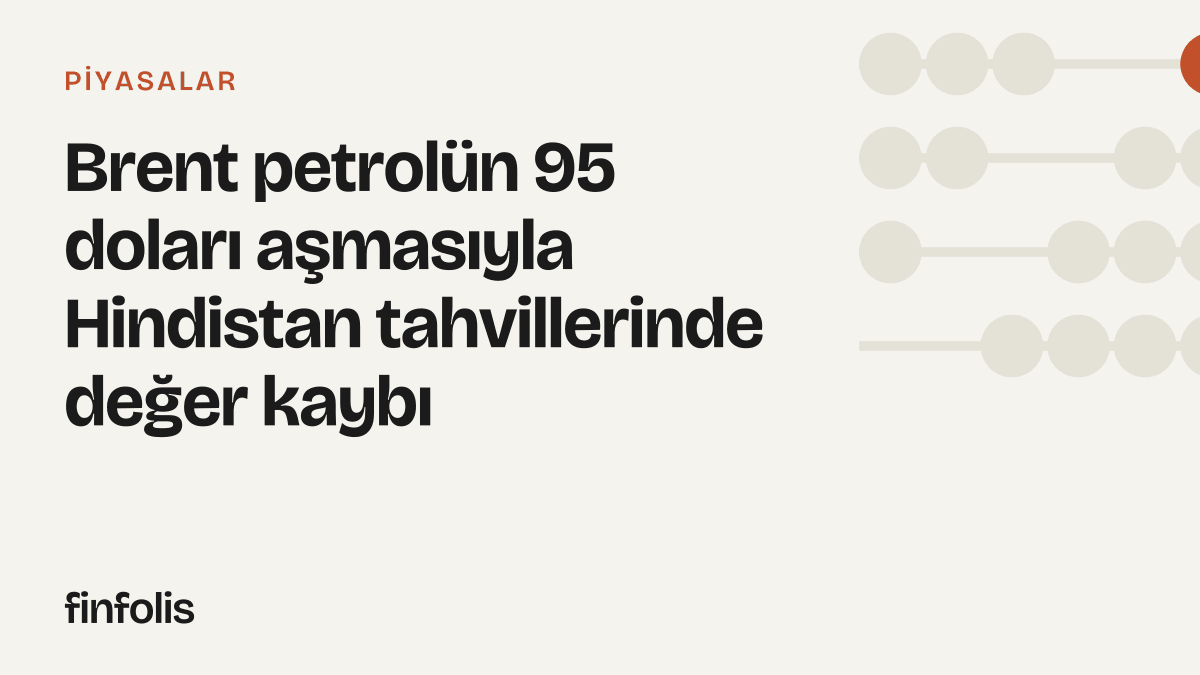 PİYASALAR
Brent petrolün 95
doları aşmasıyla
Hindistan tahvillerinde
değer kaybı
finfolis